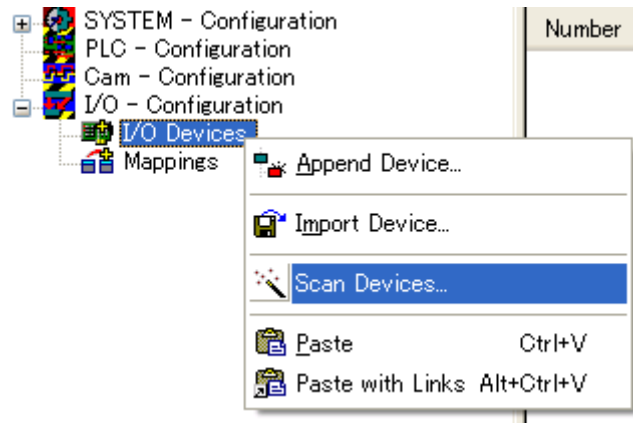 SYSTEM - Configuration
Number
PLC - Configuration
Cam - Configuration
I/O - Configuration
I/O Devices
Mappings
Append Device...
Import Device...
Scan Devices...
Paste Ctrl+V
Paste with Links Alt+Ctrl+V